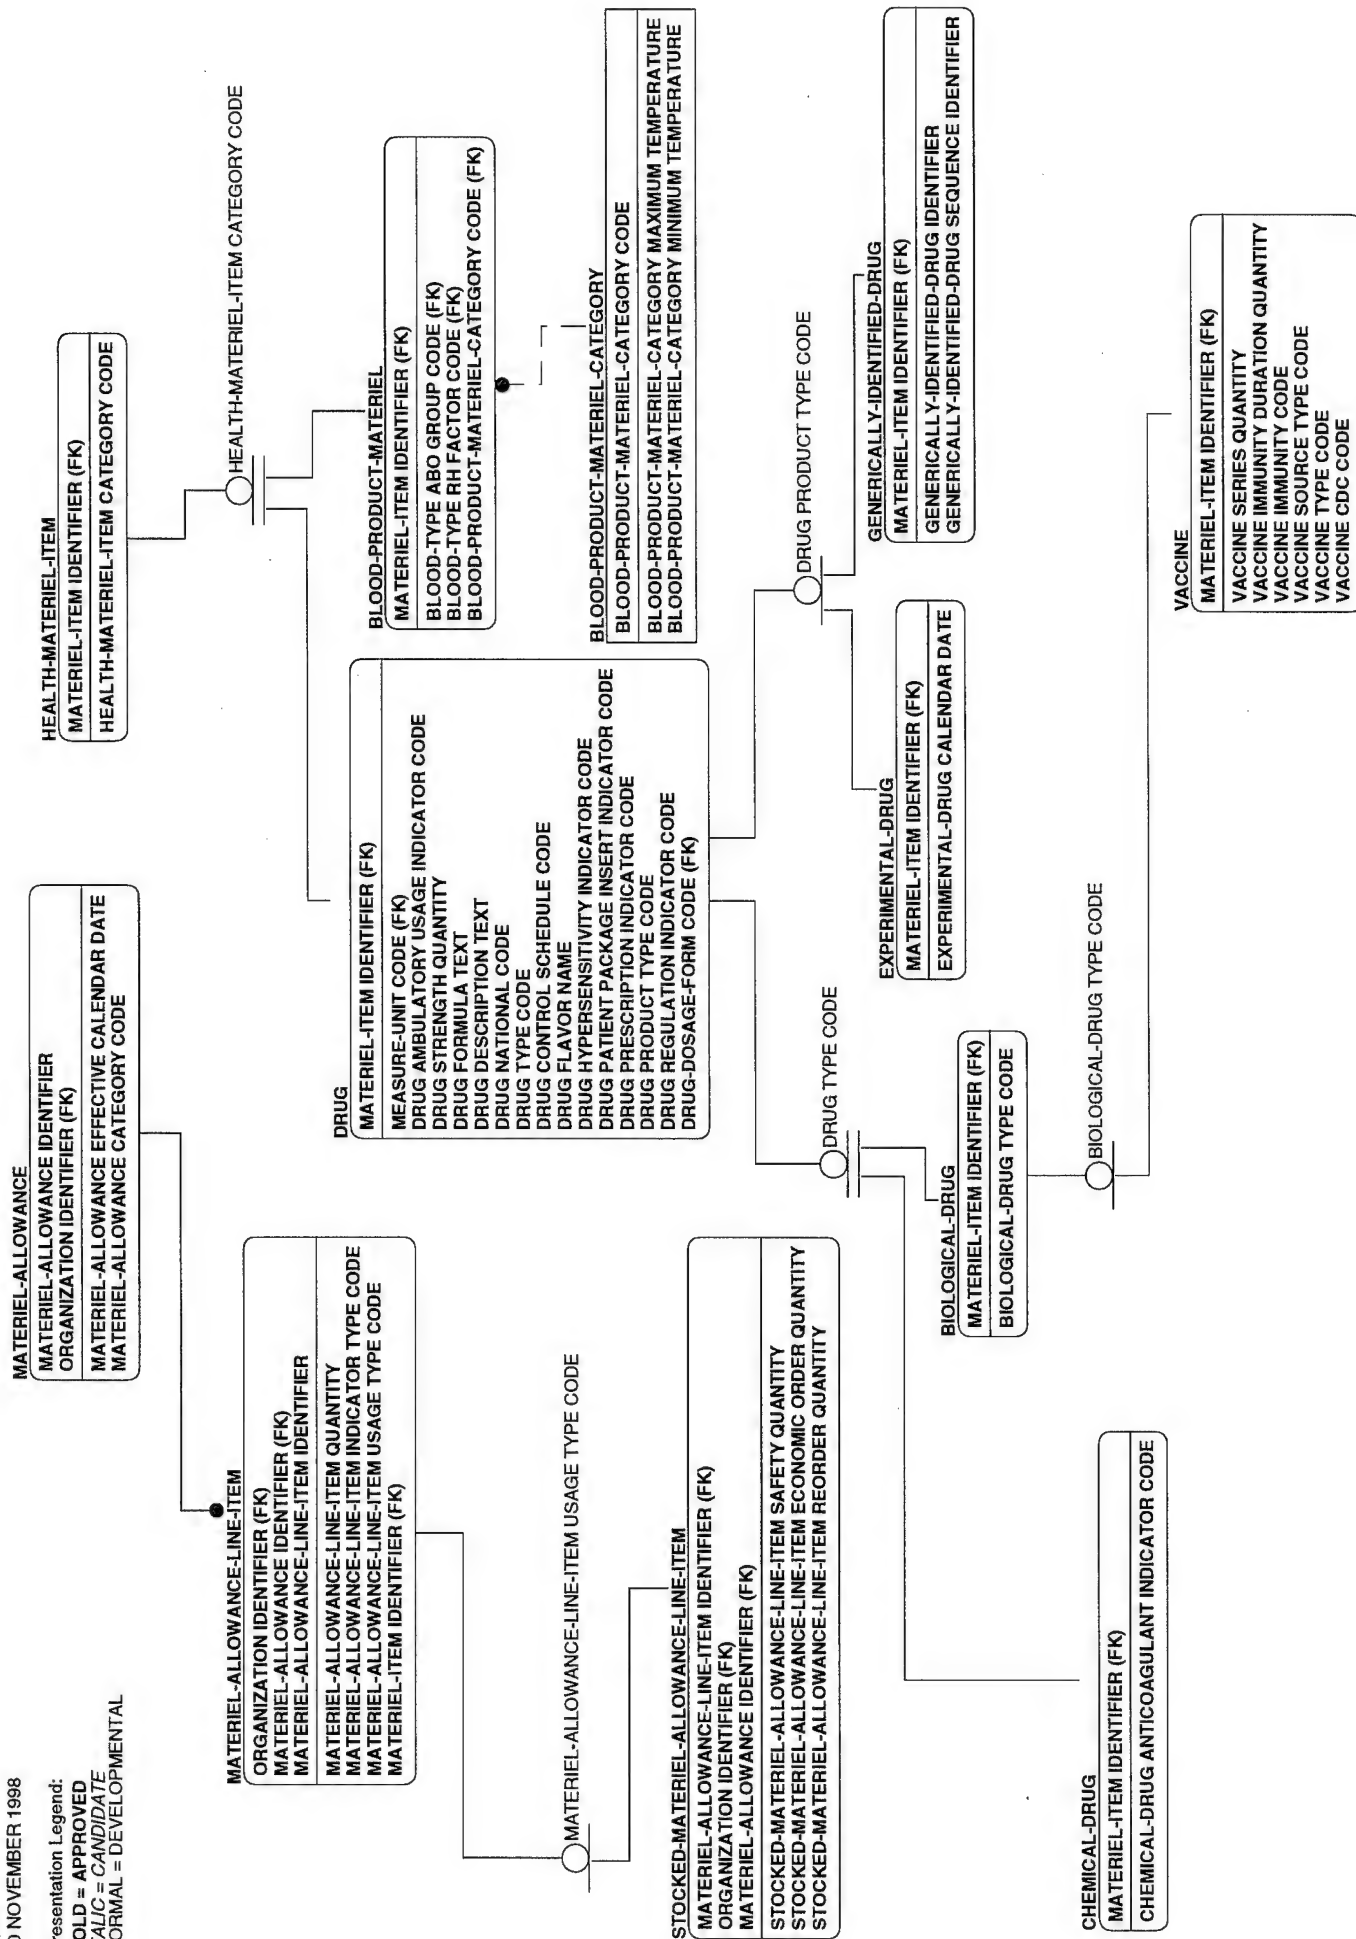 NOVEMBER 1998
resentation Legend:
OLD = APPROVED
TALIC = CANDIDATE
ORMAL = DEVELOPMENTAL
MATERIEL-ALLOWANCE
MATERIEL-ALLOWANCE IDENTIFIER
ORGANIZATION IDENTIFIER (FK)
MATERIEL-ALLOWANCE EFFECTIVE CALENDAR DATE
MATERIEL-ALLOWANCE CATEGORY CODE
HEALTH-MATERIEL-ITEM
MATERIEL-ITEM IDENTIFIER (FK)
HEALTH-MATERIEL-ITEM CATEGORY CODE
HEALTH-MATERIEL-ITEM CATEGORY CODE
MATERIEL-ALLOWANCE-LINE-ITEM
ORGANIZATION IDENTIFIER (FK)
MATERIEL-ALLOWANCE IDENTIFIER (FK)
MATERIEL-ALLOWANCE-LINE-ITEM IDENTIFIER
MATERIEL-ALLOWANCE-LINE-ITEM QUANTITY
MATERIEL-ALLOWANCE-LINE-ITEM INDICATOR TYPE CODE
MATERIEL-ALLOWANCE-LINE-ITEM USAGE TYPE CODE
MATERIEL-ITEM IDENTIFIER (FK)
DRUG
MATERIEL-ITEM IDENTIFIER (FK)
MEASURE-UNIT CODE (FK)
DRUG AMBULATORY USAGE INDICATOR CODE
DRUG STRENGTH QUANTITY
DRUG FORMULA TEXT
DRUG DESCRIPTION TEXT
DRUG NATIONAL CODE
DRUG TYPE CODE
DRUG CONTROL SCHEDULE CODE
DRUG FLAVOR NAME
DRUG HYPERSENSITIVITY INDICATOR CODE
DRUG PATIENT PACKAGE INSERT INDICATOR CODE
DRUG PRESCRIPTION INDICATOR CODE
DRUG PRODUCT TYPE CODE
DRUG REGULATION INDICATOR CODE
DRUG-DOSAGE-FORM CODE (FK)
BLOOD-PRODUCT-MATERIEL
MATERIEL-ITEM IDENTIFIER (FK)
BLOOD-TYPE ABO GROUP CODE (FK)
BLOOD-TYPE RH FACTOR CODE (FK)
BLOOD-PRODUCT-MATERIEL-CATEGORY CODE (FK)
BLOOD-PRODUCT-MATERIEL-CATEGORY
BLOOD-PRODUCT-MATERIEL-CATEGORY CODE
BLOOD-PRODUCT-MATERIEL-CATEGORY MAXIMUM TEMPERATURE
BLOOD-PRODUCT-MATERIEL-CATEGORY MINIMUM TEMPERATURE
MATERIEL-ALLOWANCE-LINE-ITEM USAGE TYPE CODE
STOCKED-MATERIEL-ALLOWANCE-LINE-ITEM
MATERIEL-ALLOWANCE-LINE-ITEM IDENTIFIER (FK)
ORGANIZATION IDENTIFIER (FK)
MATERIEL-ALLOWANCE IDENTIFIER (FK)
STOCKED-MATERIEL-ALLOWANCE-LINE-ITEM SAFETY QUANTITY
STOCKED-MATERIEL-ALLOWANCE-LINE-ITEM ECONOMIC ORDER QUANTITY
STOCKED-MATERIEL-ALLOWANCE-LINE-ITEM REORDER QUANTITY
DRUG TYPE CODE
DRUG PRODUCT TYPE CODE
EXPERIMENTAL-DRUG
MATERIEL-ITEM IDENTIFIER (FK)
EXPERIMENTAL-DRUG CALENDAR DATE
GENERICALLY-IDENTIFIED-DRUG
MATERIEL-ITEM IDENTIFIER (FK)
GENERICALLY-IDENTIFIED-DRUG IDENTIFIER
GENERICALLY-IDENTIFIED-DRUG SEQUENCE IDENTIFIER
BIOLOGICAL-DRUG
MATERIEL-ITEM IDENTIFIER (FK)
BIOLOGICAL-DRUG TYPE CODE
BIOLOGICAL-DRUG TYPE CODE
CHEMICAL-DRUG
MATERIEL-ITEM IDENTIFIER (FK)
CHEMICAL-DRUG ANTICOAGULANT INDICATOR CODE
VACCINE
MATERIEL-ITEM IDENTIFIER (FK)
VACCINE SERIES QUANTITY
VACCINE IMMUNITY DURATION QUANTITY
VACCINE IMMUNITY CODE
VACCINE SOURCE TYPE CODE
VACCINE TYPE CODE
VACCINE CDC CODE